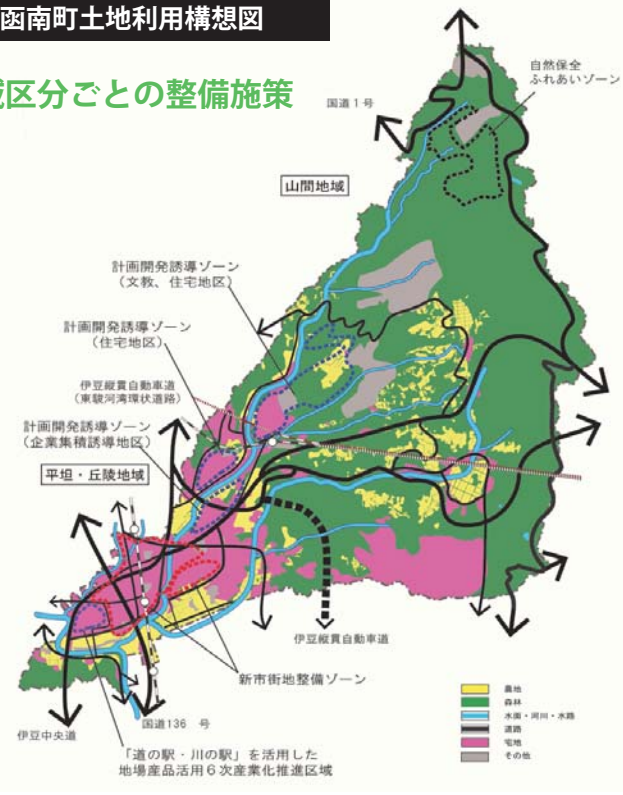 函南町土地利用構想図
域区分ごとの整備施策
自然保全
ふれあいゾーン
国道1号
山間地域
計画開発誘導ゾーン
（文教、住宅地区）
計画開発誘導ゾーン
（住宅地区）
伊豆縦貫自動車道
（東駿河湾環状道路）
計画開発誘導ゾーン
（企業集積誘導地区）
平坦・丘陵地域
伊豆縦貫自動車道
新市街地整備ゾーン
国道136 号
伊豆中央道
「道の駅・川の駅」を活用した
地場産品活用６次産業化推進区域
農地
森林
水面・河川・水路
道路
宅地
その他